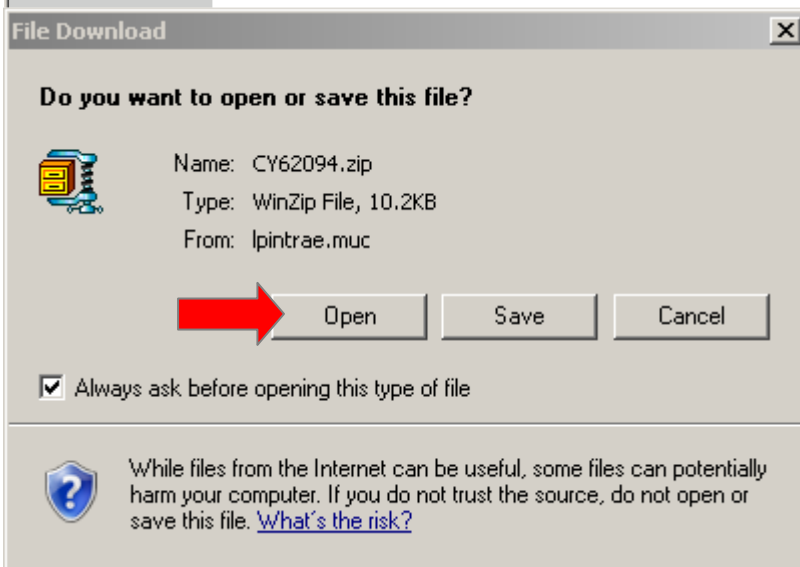 File Download
Do you want to open or save this file?
Name: CY62094.zip
Type: WinZip File, 10.2KB
From: lpintrae.muc
Open Save Cancel
Always ask before opening this type of file
While files from the Internet can be useful, some files can potentially
harm your computer. If you do not trust the source, do not open or
save this file. What's the risk?